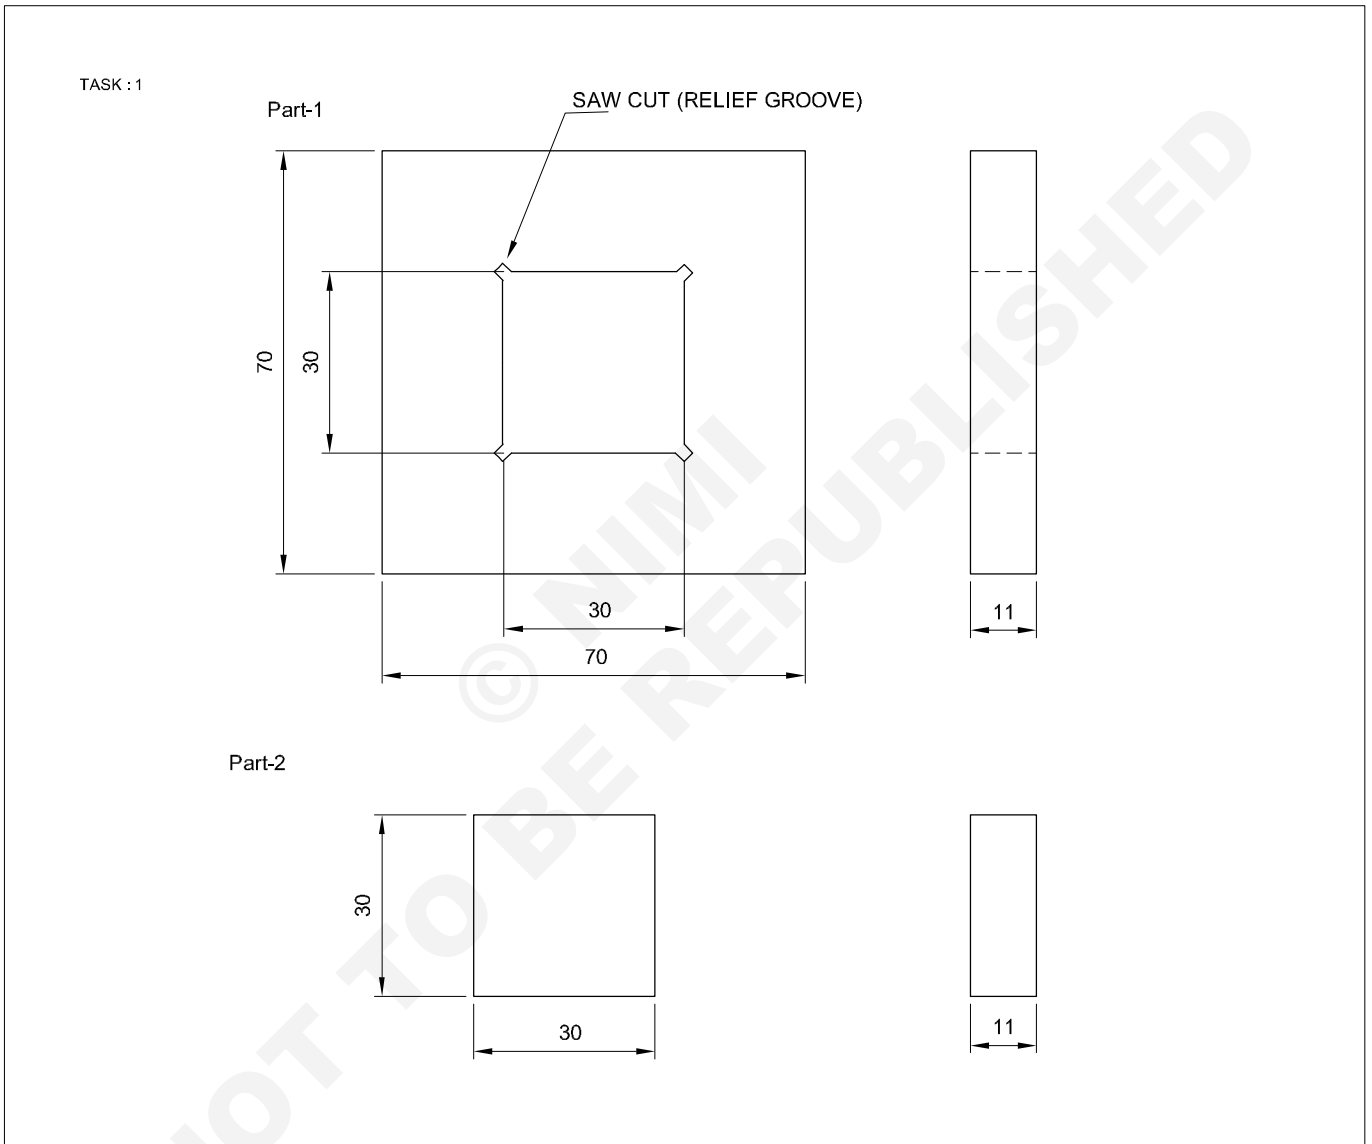 TASK : 1
Part-1
SAW CUT (RELIEF GROOVE)
70
30
30
70
11
Part-2
30
30
11
© NIMI
NOT TO BE REPUBLISHED